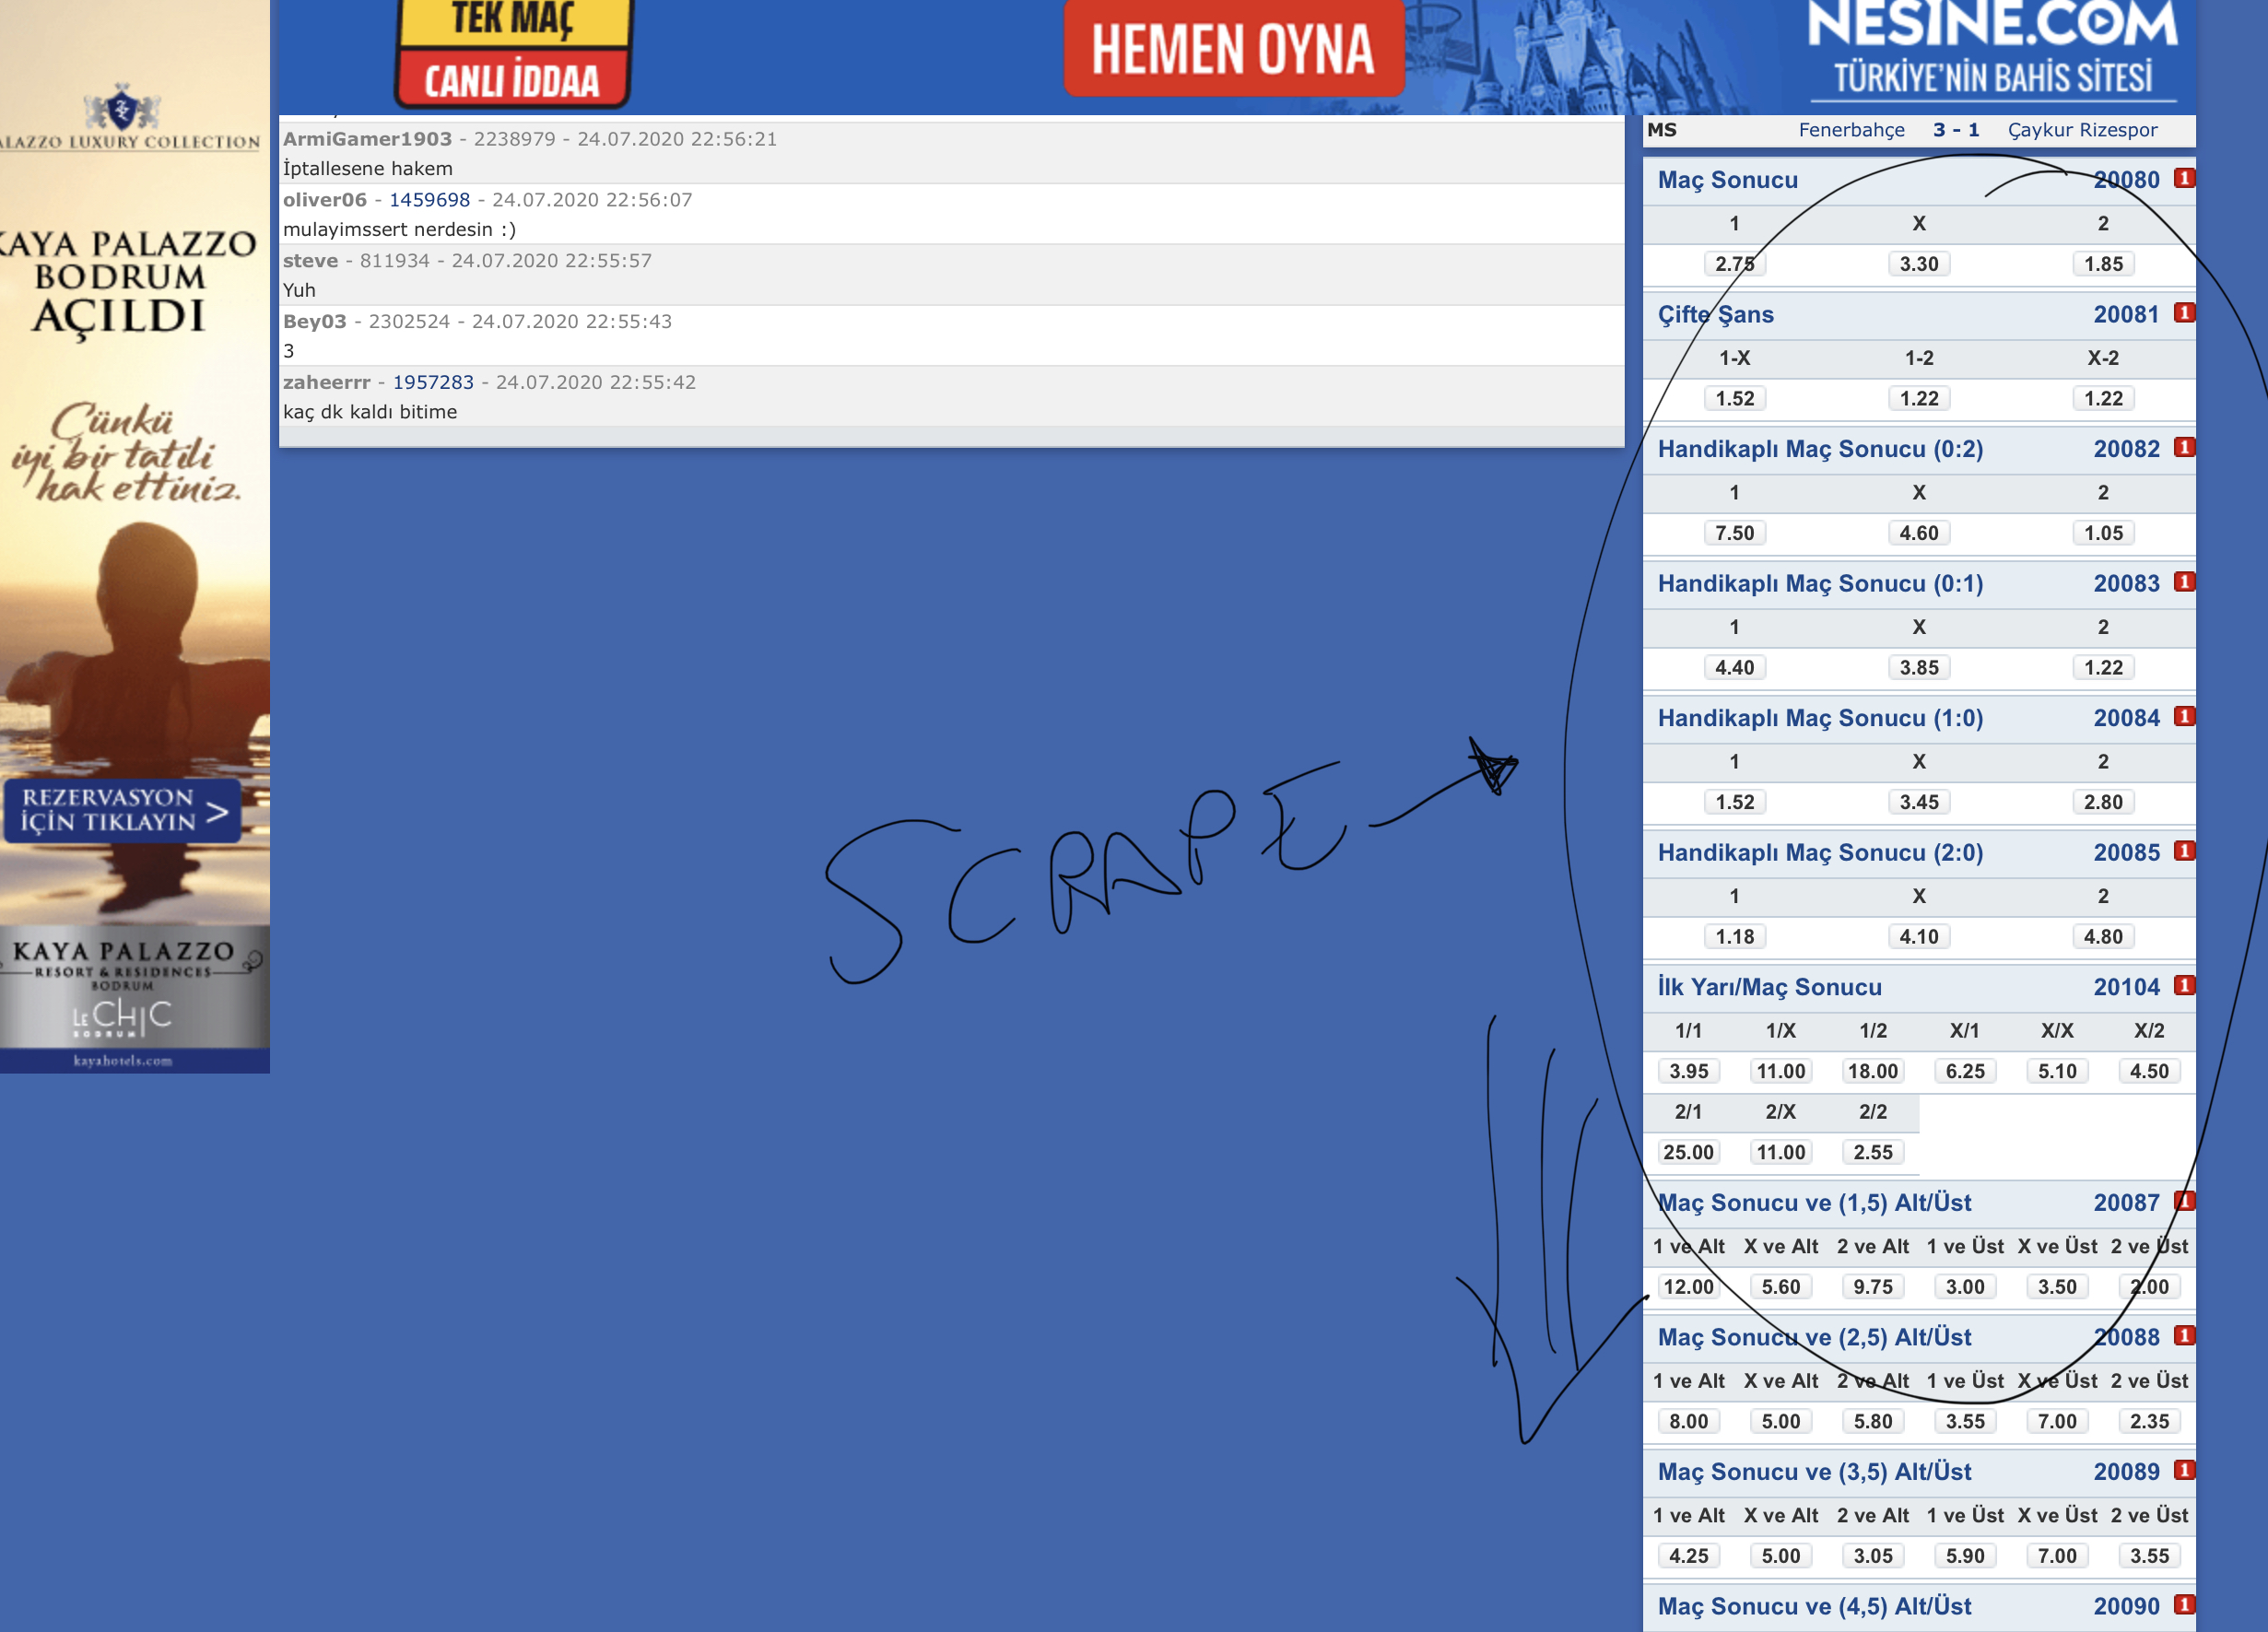 TEK MAÇ
CANLI İDDAA
HEMEN OYNA
NESİNE.COM
TÜRKİYE'NİN BAHİS SİTESİ
PALAZZO LUXURY COLLECTION
KAYA PALAZZO
BODRUM
AÇILDI
Çünkü
iyi bir tatili
hak ettiniz.
REZERVASYON
İÇİN TIKLAYIN >
KAYA PALAZZO
RESORT & RESIDENCES
BODRUM
LE CHIC
BODRUM
kayahotels.com
ArmiGamer1903 - 2238979 - 24.07.2020 22:56:21
İptallesene hakem
oliver06 - 1459698 - 24.07.2020 22:56:07
mulayimssert nerdesin :)
steve - 811934 - 24.07.2020 22:55:57
Yuh
Bey03 - 2302524 - 24.07.2020 22:55:43
3
zaheerrr - 1957283 - 24.07.2020 22:55:42
kaç dk kaldı bitime
SCRAPE
MS Fenerbahçe 3 - 1 Çaykur Rizespor
Maç Sonucu 20080 1
1 X 2
2.75 3.30 1.85
Çifte Şans 20081 1
1-X 1-2 X-2
1.52 1.22 1.22
Handikaplı Maç Sonucu (0:2) 20082 1
1 X 2
7.50 4.60 1.05
Handikaplı Maç Sonucu (0:1) 20083 1
1 X 2
4.40 3.85 1.22
Handikaplı Maç Sonucu (1:0) 20084 1
1 X 2
1.52 3.45 2.80
Handikaplı Maç Sonucu (2:0) 20085 1
1 X 2
1.18 4.10 4.80
İlk Yarı/Maç Sonucu 20104 1
1/1 1/X 1/2 X/1 X/X X/2
3.95 11.00 18.00 6.25 5.10 4.50
2/1 2/X 2/2
25.00 11.00 2.55
Maç Sonucu ve (1,5) Alt/Üst 20087 1
1 ve Alt X ve Alt 2 ve Alt 1 ve Üst X ve Üst 2 ve Üst
12.00 5.60 9.75 3.00 3.50 2.00
Maç Sonucu ve (2,5) Alt/Üst 20088 1
1 ve Alt X ve Alt 2 ve Alt 1 ve Üst X ve Üst 2 ve Üst
8.00 5.00 5.80 3.55 7.00 2.35
Maç Sonucu ve (3,5) Alt/Üst 20089 1
1 ve Alt X ve Alt 2 ve Alt 1 ve Üst X ve Üst 2 ve Üst
4.25 5.00 3.05 5.90 7.00 3.55
Maç Sonucu ve (4,5) Alt/Üst 20090 1